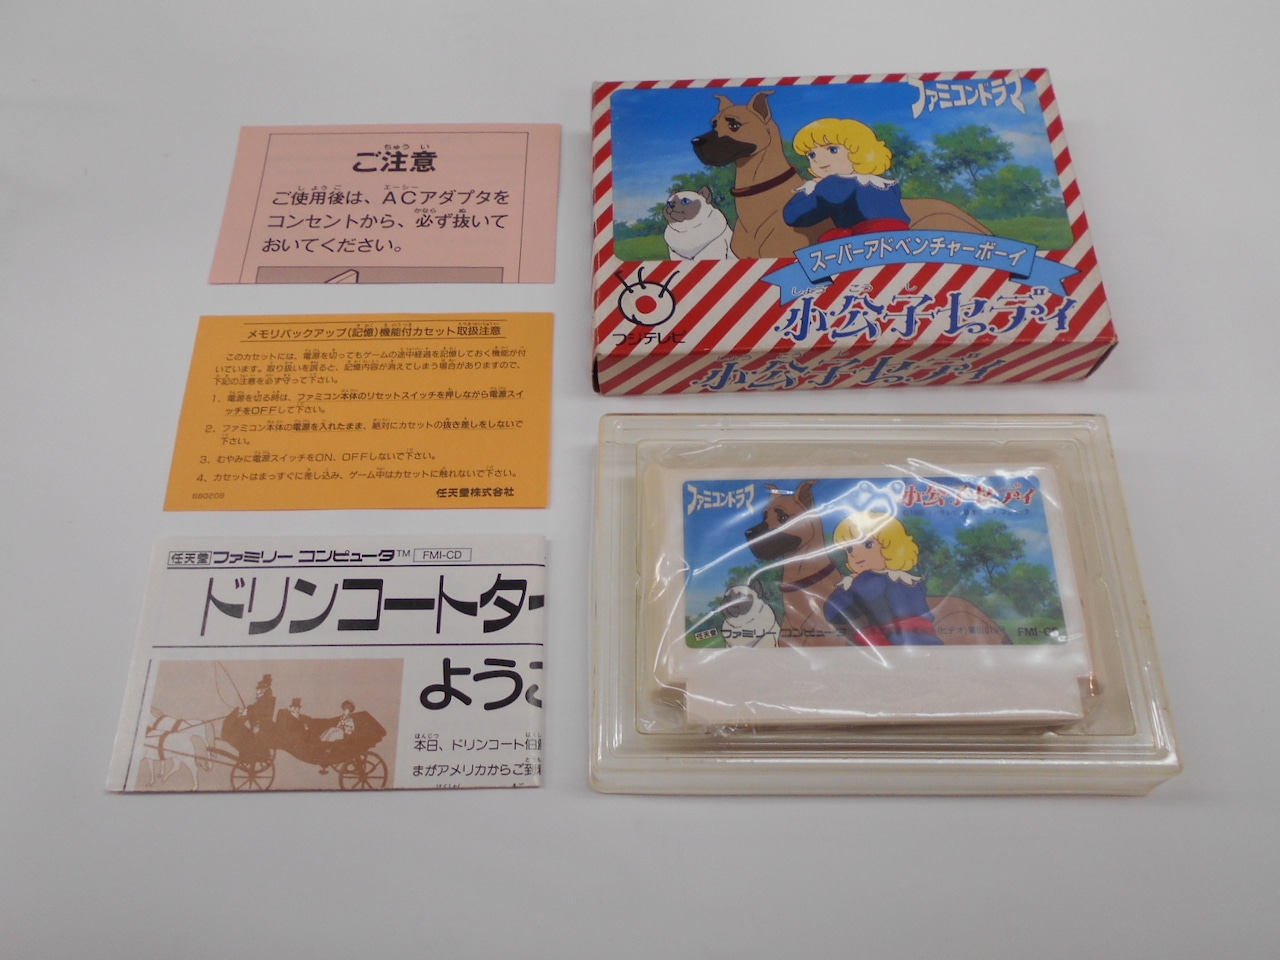 ご注意
ご使用後は、ACアダプタを
コンセントから、必ず抜いて
おいてください。
メモリバックアップ(記憶)機能付カセット取扱注意
このカセットには、電源を切ってもゲームの途中経過を記憶しておく機能が付
いています。取り扱いを誤ると、記憶内容が消えてしまう場合がありますので、
下記の注意を必ず守って下さい。
1、電源を切る時は、ファミコン本体のリセットスイッチを押しながら電源スイ
ッチをOFFして下さい。
2、ファミコン本体の電源を入れたまま、絶対にカセットの抜き差しをしないで
下さい。
3、むやみに電源スイッチをON、OFFしないで下さい。
4、カセットはまっすぐに差し込み、ゲーム中はカセットに触れないで下さい。
880208
任天堂株式会社
任天堂 ファミリー コンピュータ™ FMI-CD
ドリンコートタ
ようこ
本日、ドリンコート伯
まがアメリカからご到
ファミコンドラマ
スーパーアドベンチャーボーイ
小公子セディ
フジテレビ
小公子セディ
ファミコンドラマ
小公子セディ
任天堂 ファミリー コンピュータ
FMI-CD